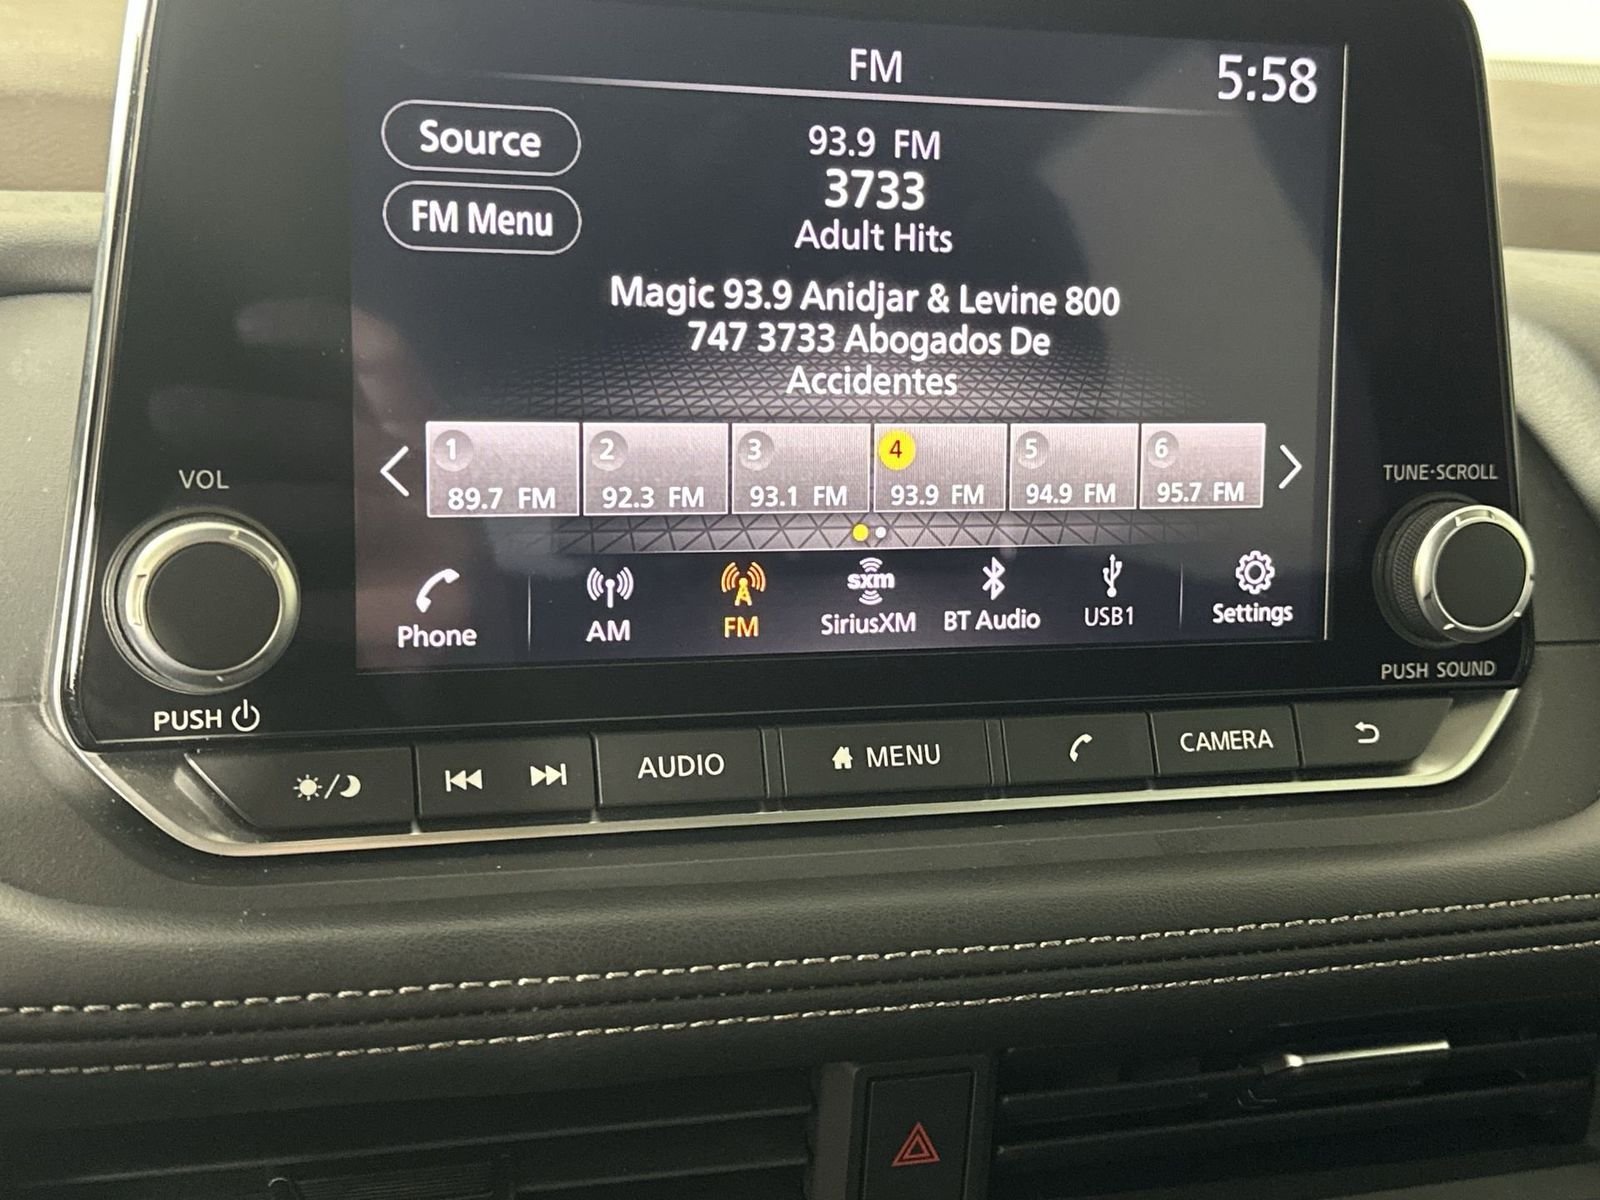 FM
5:58
Source
93.9 FM
3733
FM Menu
Adult Hits
Magic 93.9 Anidjar & Levine 800
747 3733 Abogados De
Accidentes
1
2
3
4
5
6
89.7 FM
92.3 FM
93.1 FM
93.9 FM
94.9 FM
95.7 FM
VOL
TUNE·SCROLL
Phone
AM
FM
sxm
SiriusXM
BT Audio
USB1
Settings
PUSH
PUSH SOUND
AUDIO
MENU
CAMERA